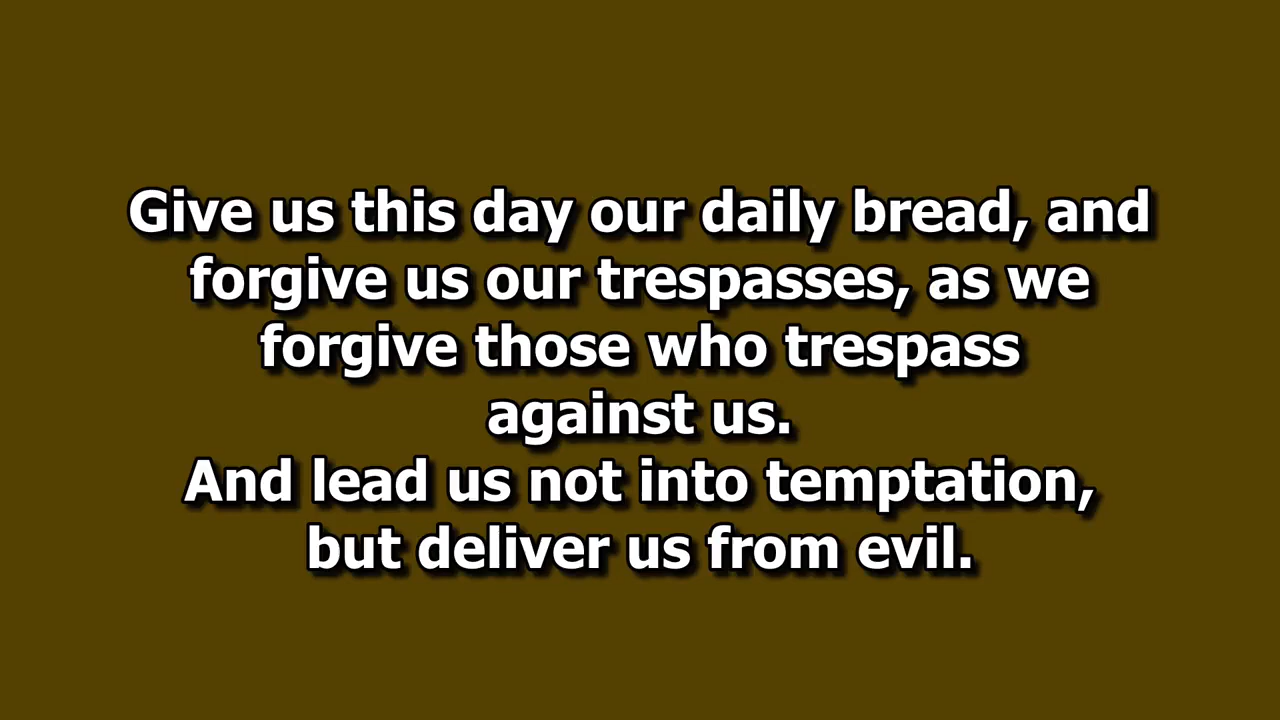 Give us this day our daily bread, and
forgive us our trespasses, as we
forgive those who trespass
against us.
And lead us not into temptation,
but deliver us from evil.